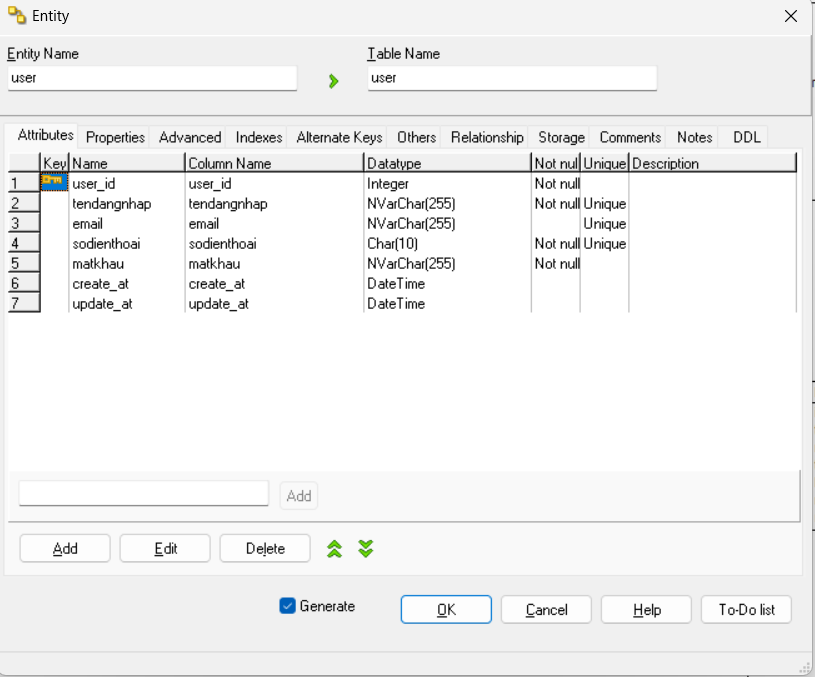 Entity
Entity Name Table Name
user user
Attributes Properties Advanced Indexes Alternate Keys Others Relationship Storage Comments Notes DDL
Key Name Column Name Datatype Not nul Unique Description
1 user_id user_id Integer Not null
2 tendangnhap tendangnhap NVarChar(255) Not null Unique
3 email email NVarChar(255) Unique
4 sodienthoai sodienthoai Char(10) Not null Unique
5 matkhau matkhau NVarChar(255) Not null
6 create_at create_at DateTime
7 update_at update_at DateTime
Add
Add Edit Delete
Generate OK Cancel Help To-Do list